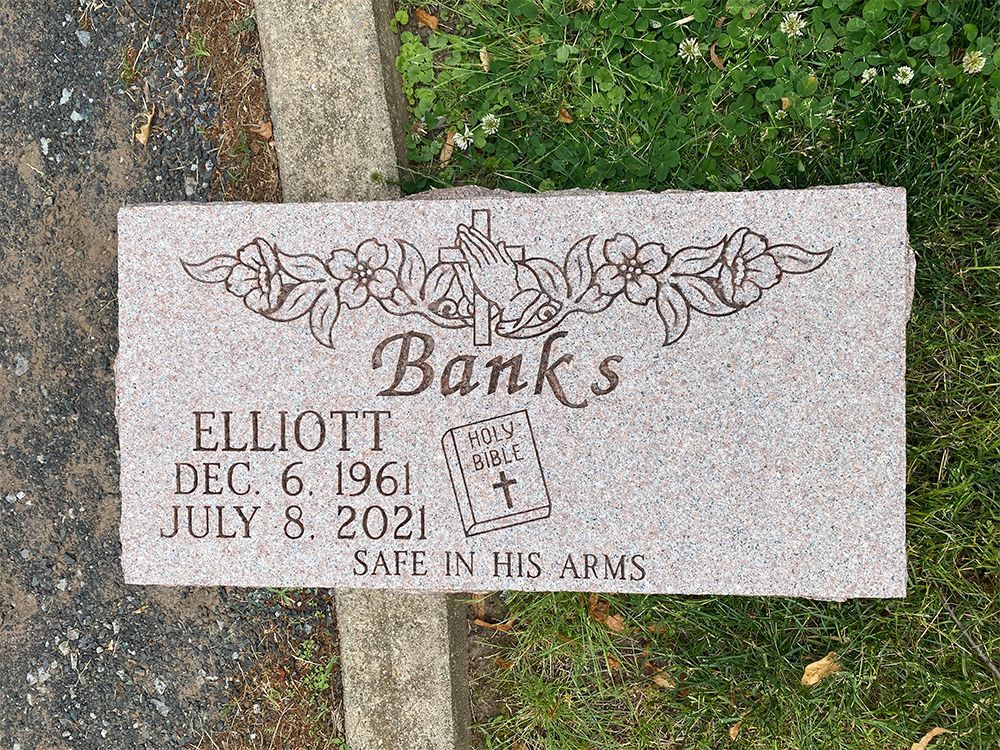 Banks
ELLIOTT
DEC. 6. 1961
JULY 8. 2021
HOLY
BIBLE
SAFE IN HIS ARMS